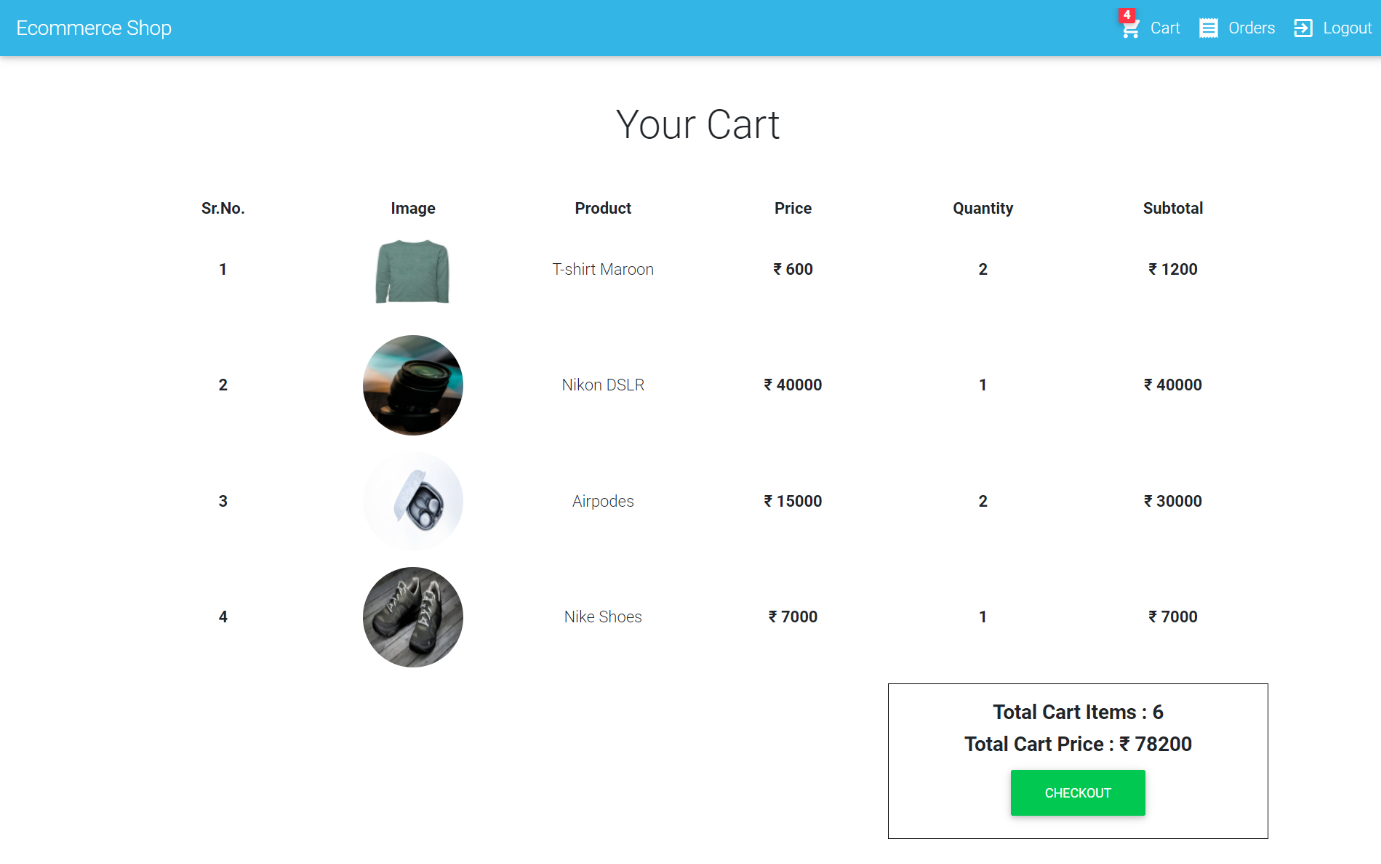 Ecommerce Shop 4 Cart Orders Logout
Your Cart
Sr.No. Image Product Price Quantity Subtotal
1 T-shirt Maroon ₹ 600 2 ₹ 1200
2 Nikon DSLR ₹ 40000 1 ₹ 40000
3 Airpodes ₹ 15000 2 ₹ 30000
4 Nike Shoes ₹ 7000 1 ₹ 7000
Total Cart Items : 6
Total Cart Price : ₹ 78200
CHECKOUT